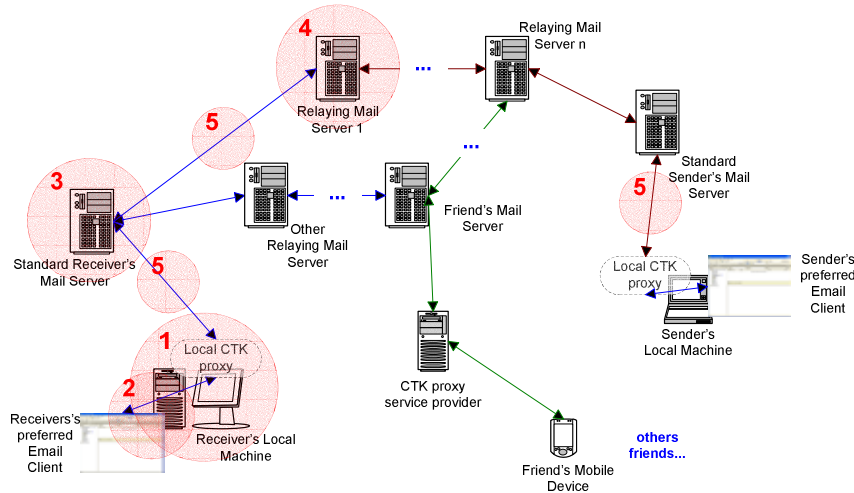 4
Relaying Mail
Server 1
...
Relaying Mail
Server n
5
...
3
Standard Receiver's
Mail Server
Other
Relaying Mail
Server
...
Friend's Mail
Server
Standard
Sender's Mail
Server
5
5
Local CTK
proxy
Sender's
preferred
Email
Client
Sender's
Local Machine
1
Local CTK
proxy
2
Receivers's
preferred
Email
Client
Receiver's Local
Machine
CTK proxy
service provider
Friend's Mobile
Device
others
friends...